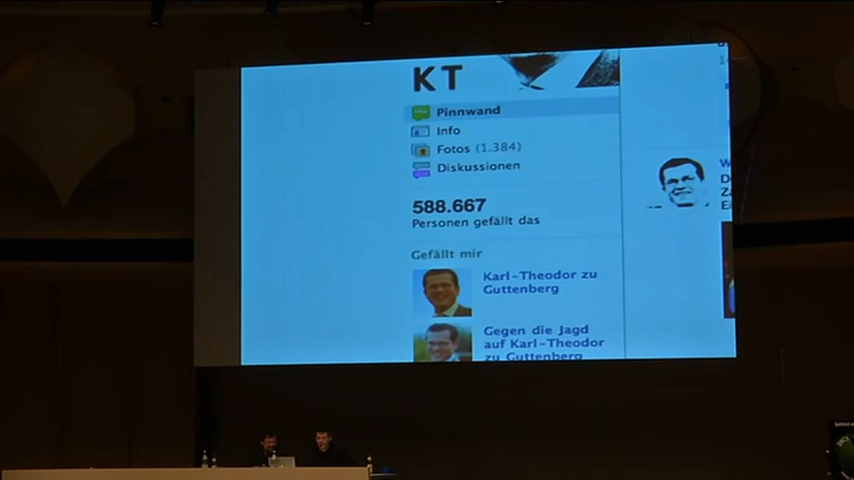 KT
Pinnwand
Info
Fotos (1.384)
Diskussionen
588.667
Personen gefällt das
Gefällt mir
Karl-Theodor zu
Guttenberg
Gegen die Jagd
auf Karl-Theodor
zu Guttenberg